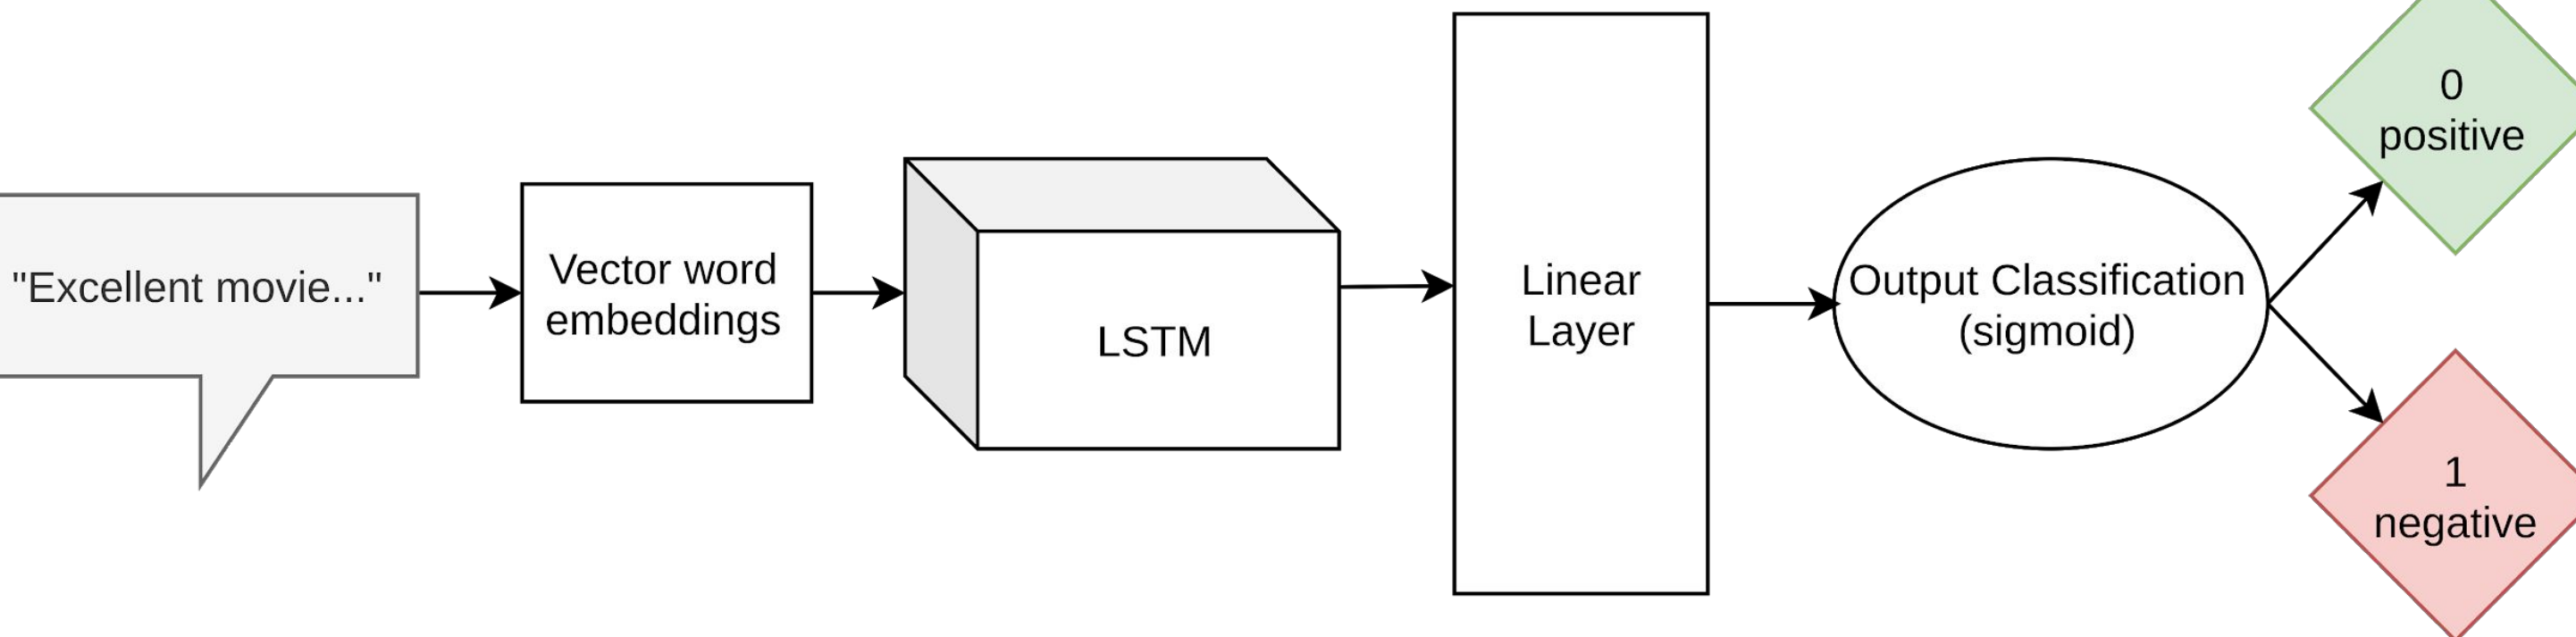 "Excellent movie..."
Vector word
embeddings
LSTM
Linear
Layer
Output Classification
(sigmoid)
0
positive
1
negative